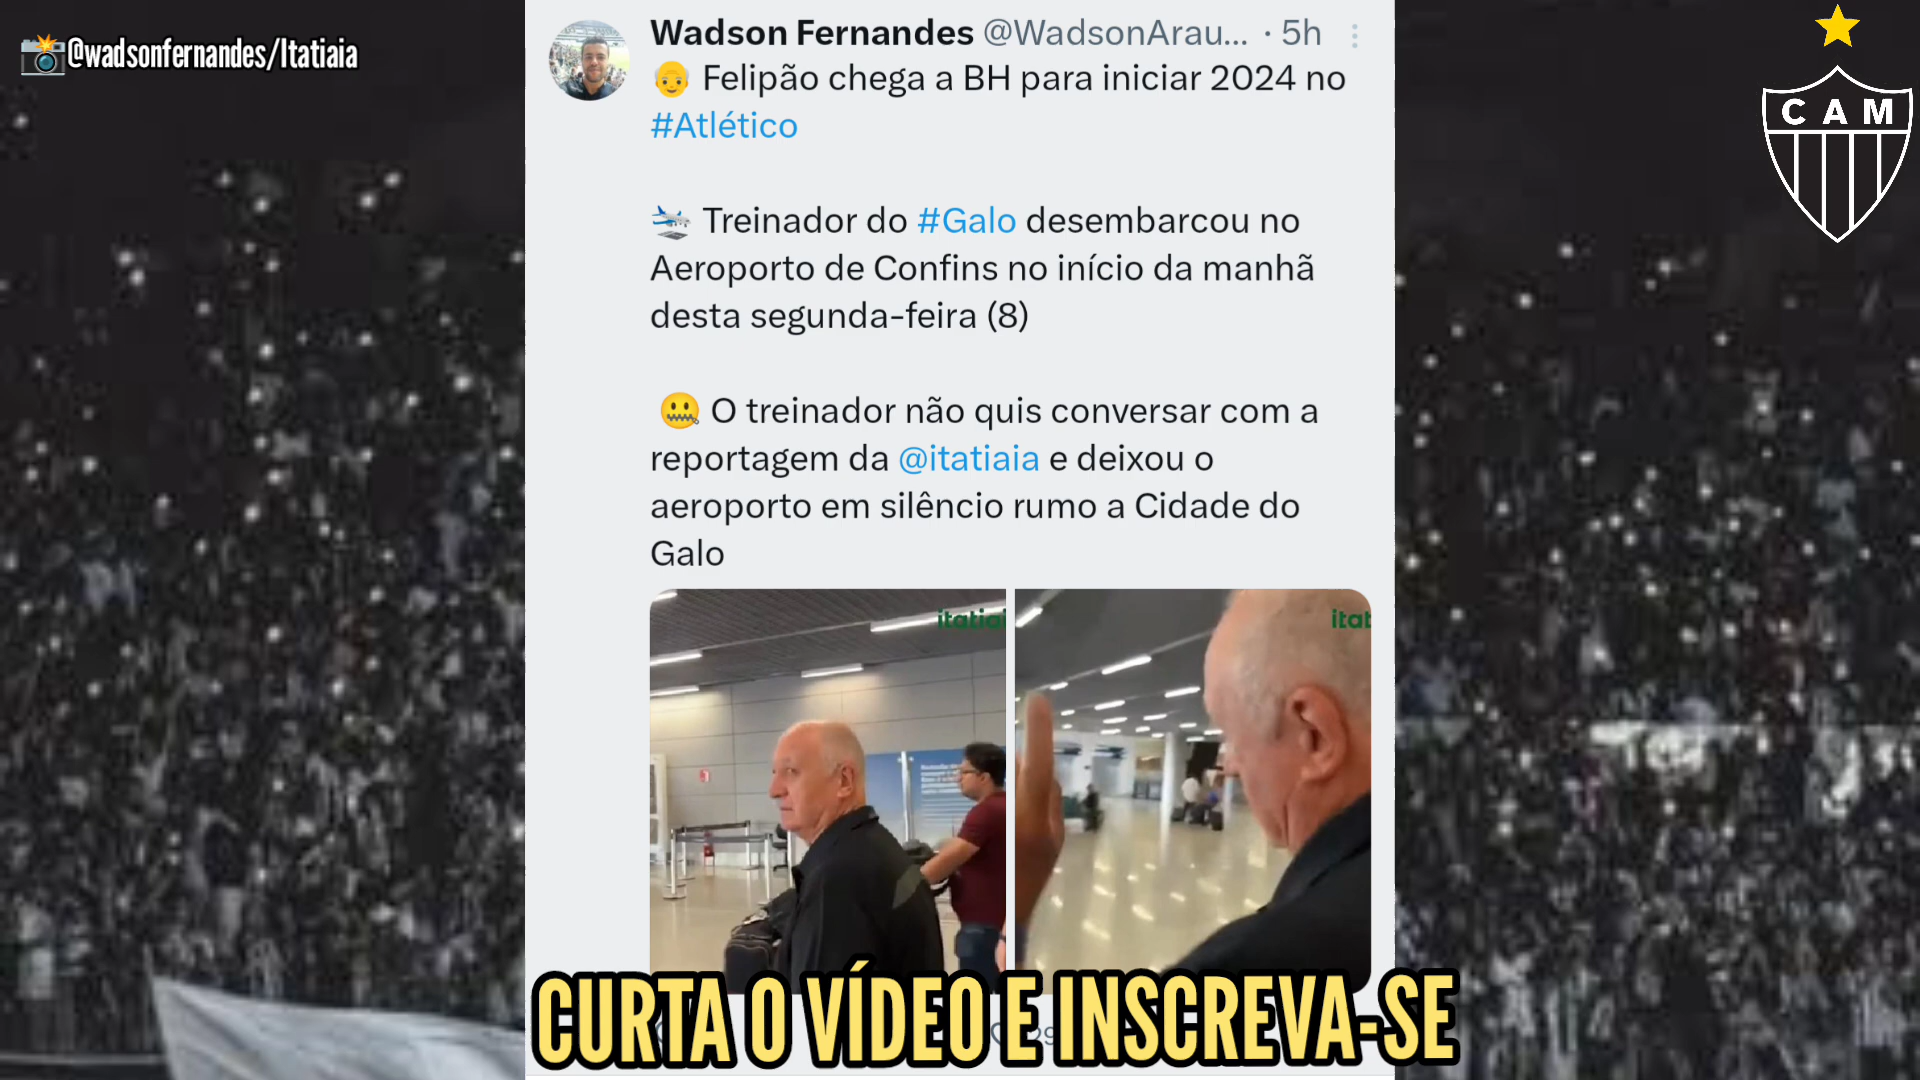 @wadsonfernandes/Itatiaia
Wadson Fernandes @WadsonArau... · 5h
👴 Felipão chega a BH para iniciar 2024 no
#Atlético
🛬 Treinador do #Galo desembarcou no
Aeroporto de Confins no início da manhã
desta segunda-feira (8)
🤐 O treinador não quis conversar com a
reportagem da @itatiaia e deixou o
aeroporto em silêncio rumo a Cidade do
Galo
itatiai
itat
CURTA O VÍDEO E INSCREVA-SE
CAM